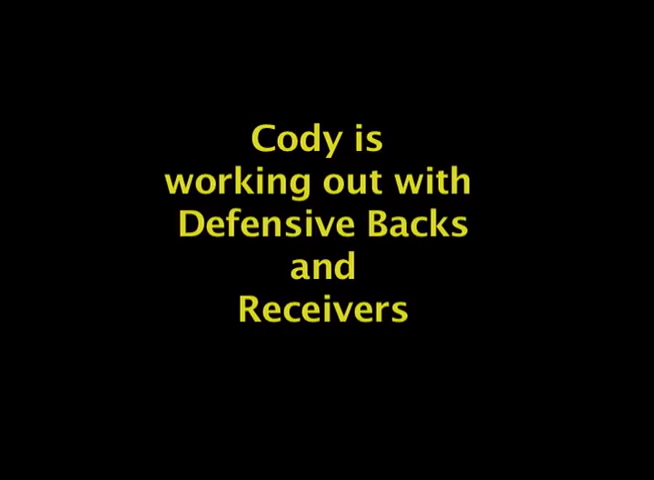 Cody is
working out with
Defensive Backs
and
Receivers